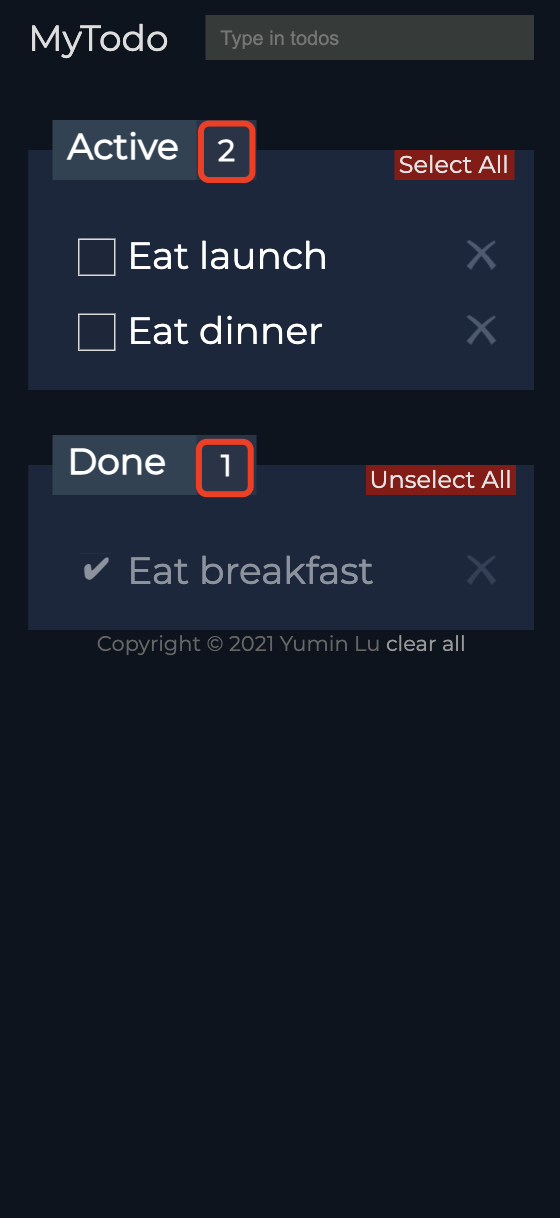 MyTodo Type in todos
Active 2
Select All
Eat launch
Eat dinner
Done 1
Unselect All
Eat breakfast
Copyright © 2021 Yumin Lu clear all